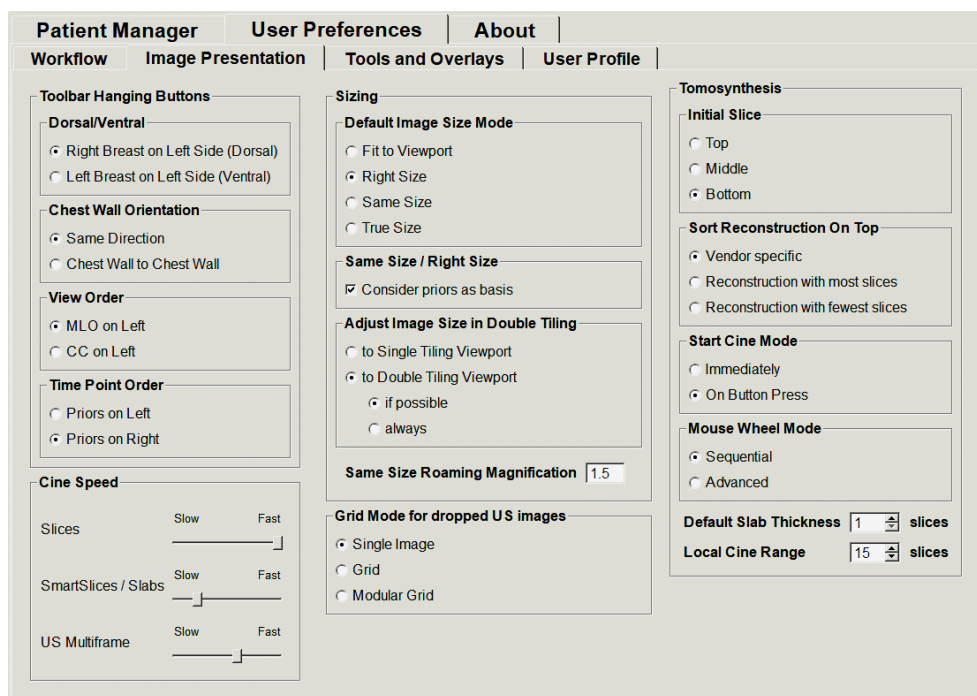 Patient Manager
User Preferences
About
Workflow
Image Presentation
Tools and Overlays
User Profile
Toolbar Hanging Buttons
Dorsal/Ventral
Right Breast on Left Side (Dorsal)
Left Breast on Left Side (Ventral)
Chest Wall Orientation
Same Direction
Chest Wall to Chest Wall
View Order
MLO on Left
CC on Left
Time Point Order
Priors on Left
Priors on Right
Cine Speed
Slices
Slow Fast
SmartSlices / Slabs
Slow Fast
US Multiframe
Slow Fast
Sizing
Default Image Size Mode
Fit to Viewport
Right Size
Same Size
True Size
Same Size / Right Size
Consider priors as basis
Adjust Image Size in Double Tiling
to Single Tiling Viewport
to Double Tiling Viewport
if possible
always
Same Size Roaming Magnification 1.5
Grid Mode for dropped US images
Single Image
Grid
Modular Grid
Tomosynthesis
Initial Slice
Top
Middle
Bottom
Sort Reconstruction On Top
Vendor specific
Reconstruction with most slices
Reconstruction with fewest slices
Start Cine Mode
Immediately
On Button Press
Mouse Wheel Mode
Sequential
Advanced
Default Slab Thickness 1 slices
Local Cine Range 15 slices